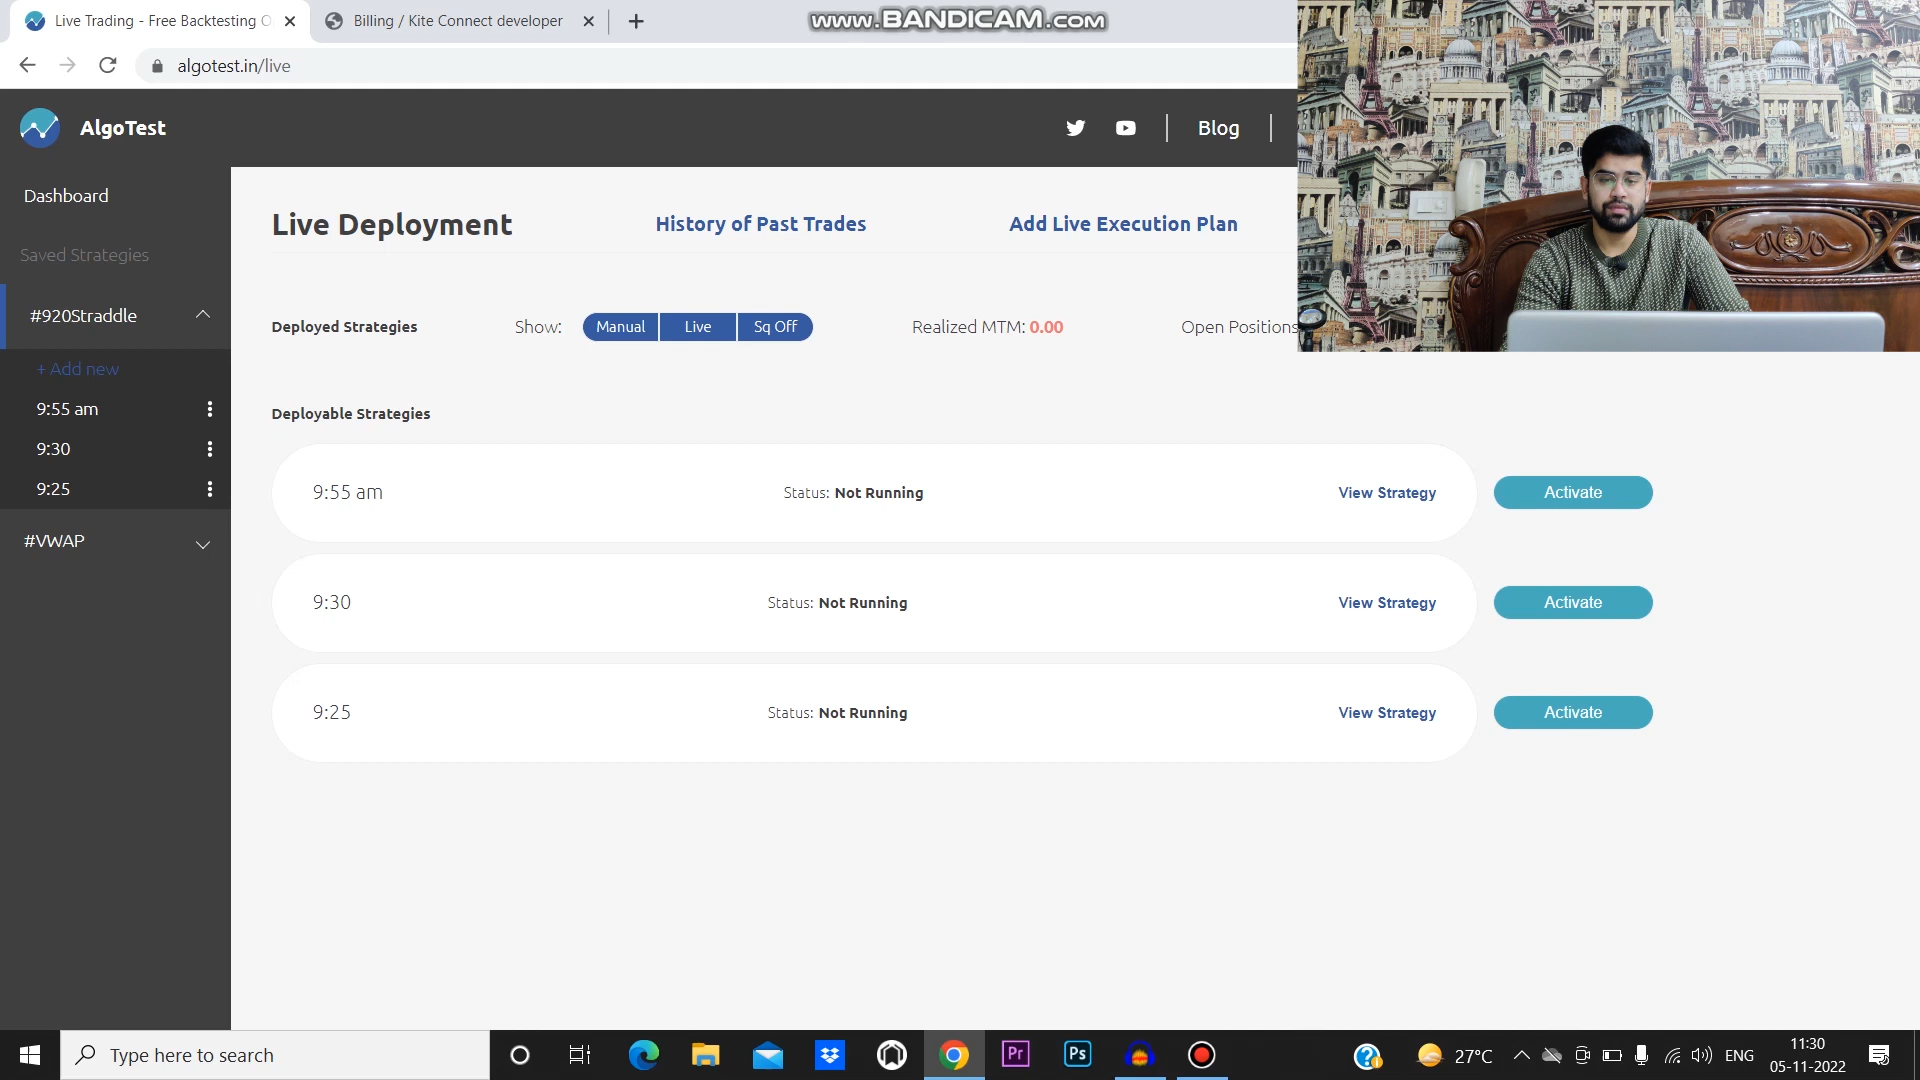 Live Trading - Free Backtesting O
Billing / Kite Connect developer
www.BANDICAM.com
algotest.in/live
AlgoTest
Blog
Dashboard
Saved Strategies
#920Straddle
+ Add new
9:55 am
9:30
9:25
#VWAP
Live Deployment
History of Past Trades
Add Live Execution Plan
Deployed Strategies
Show:
Manual
Live
Sq Off
Realized MTM: 0.00
Open Positions
Deployable Strategies
9:55 am
Status: Not Running
View Strategy
Activate
9:30
Status: Not Running
View Strategy
Activate
9:25
Status: Not Running
View Strategy
Activate
Type here to search
Pr
Ps
27°C
ENG
11:30
05-11-2022